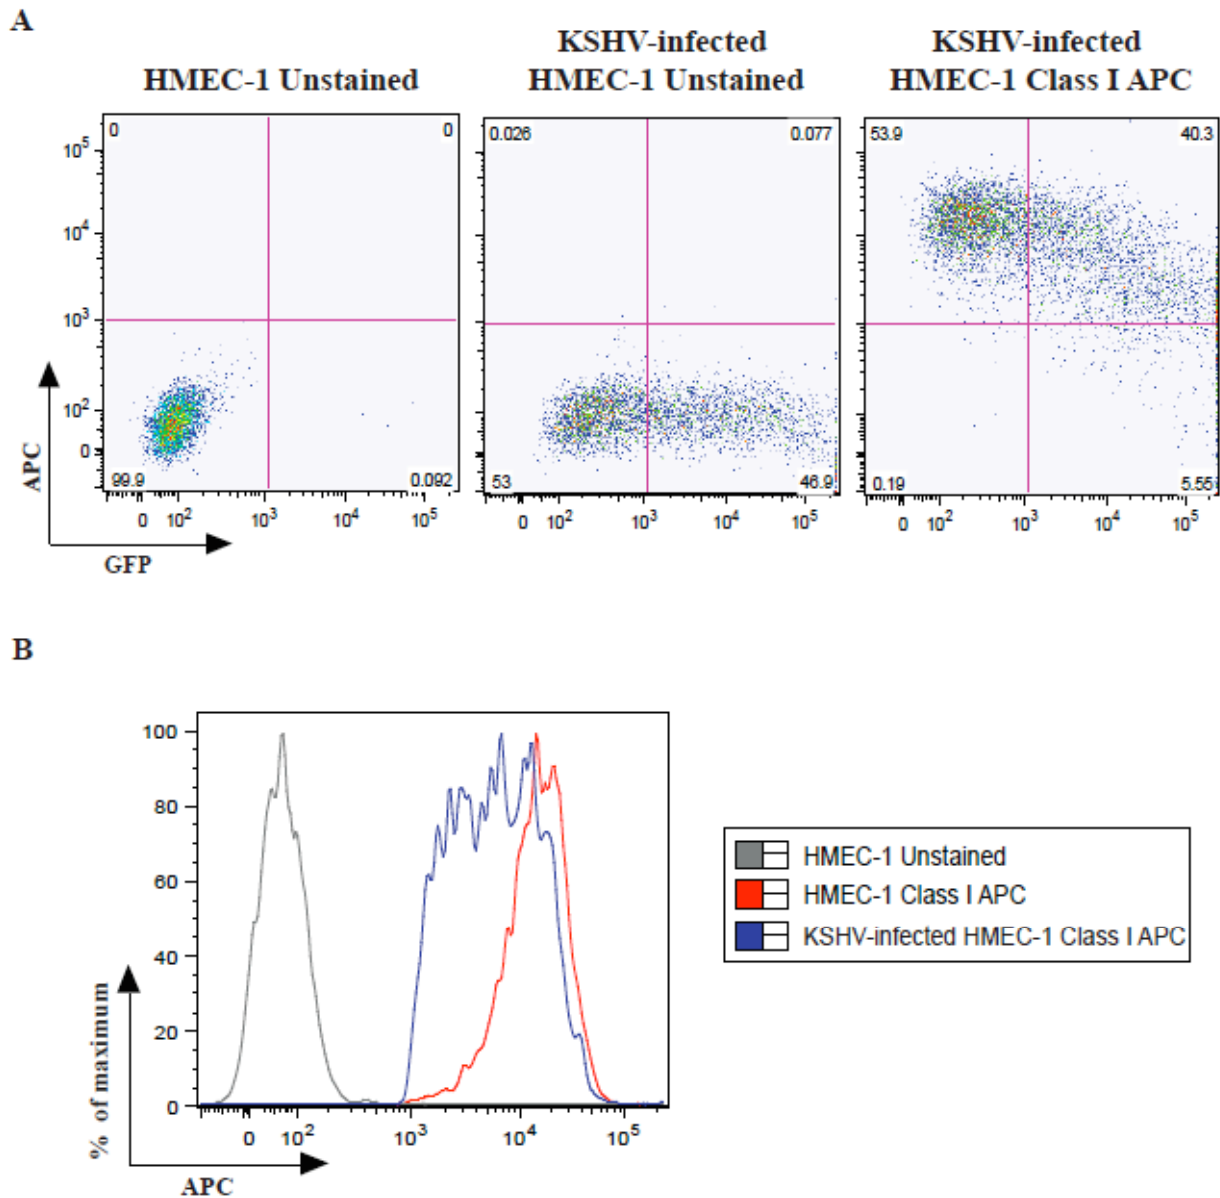 A
HMEC-1 Unstained
KSHV-infected
HMEC-1 Unstained
KSHV-infected
HMEC-1 Class I APC
0 0
10^5
10^4
10^3
10^2
0
99.9 0.092
0 10^2 10^3 10^4 10^5
APC
GFP
0.026 0.077
53 46.9
0 10^2 10^3 10^4 10^5
53.9 40.3
0.19 5.55
0 10^2 10^3 10^4 10^5
B
100
80
60
40
20
0
0 10^2 10^3 10^4 10^5
% of maximum
APC
HMEC-1 Unstained
HMEC-1 Class I APC
KSHV-infected HMEC-1 Class I APC